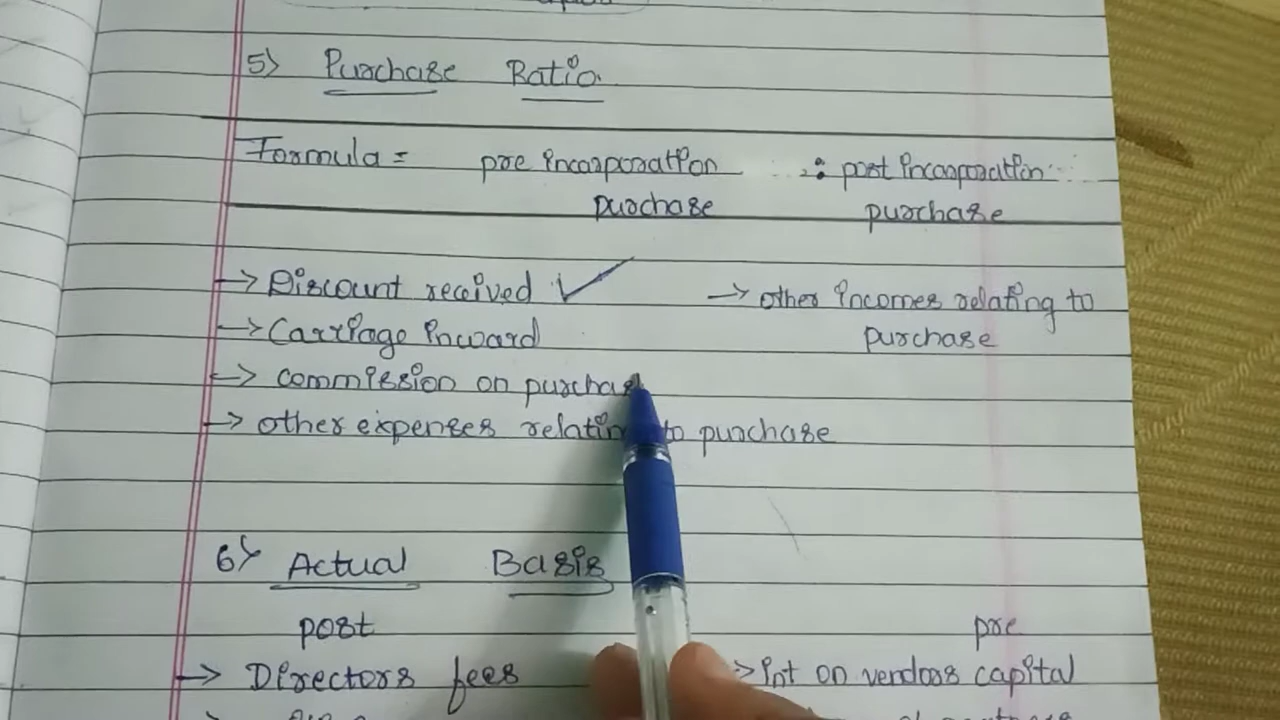 5) Purchase Ratio.
Formula = pre incorporation : post incorporation
purchase purchase
→ Discount received ✓ → other incomes relating to
→ Carriage inward purchase
→ commission on purchase
→ other expenses relating to purchase
6) Actual Basis
post pre
→ Directors fees → int on vendors capital